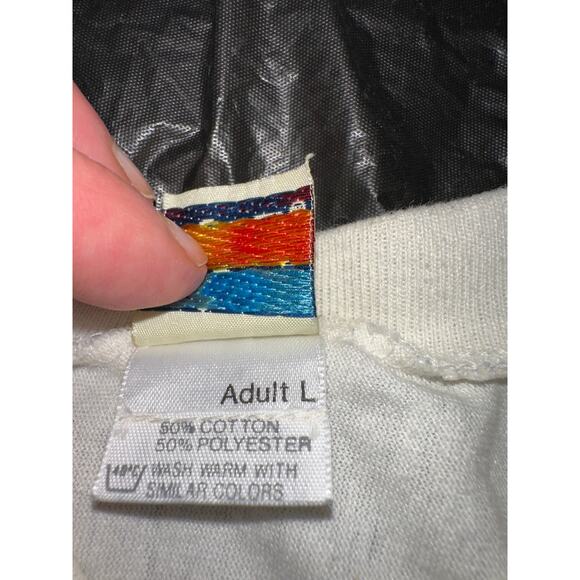 Adult L
50% COTTON
50% POLYESTER
40°C WASH WARM WITH
SIMILAR COLORS